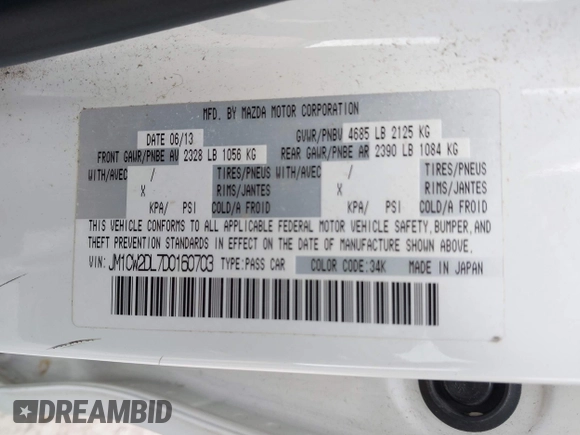 MFD. BY MAZDA MOTOR CORPORATION
DATE 06/13 GVWR/PNBV 4685 LB 2125 KG
FRONT GAWR/PNBE AV 2328 LB 1056 KG REAR GAWR/PNBE AR 2390 LB 1084 KG
WITH/AVEC / TIRES/PNEUS WITH/AVEC / TIRES/PNEUS
X RIMS/JANTES X RIMS/JANTES
KPA/ PSI COLD/A FROID KPA/ PSI COLD/A FROID
THIS VEHICLE CONFORMS TO ALL APPLICABLE FEDERAL MOTOR VEHICLE SAFETY, BUMPER, AND
THEFT PREVENTION STANDARDS IN EFFECT ON THE DATE OF MANUFACTURE SHOWN ABOVE.
VIN: JM1CW2DL7D0160703 TYPE:PASS CAR COLOR CODE:34K MADE IN JAPAN
DREAMBID